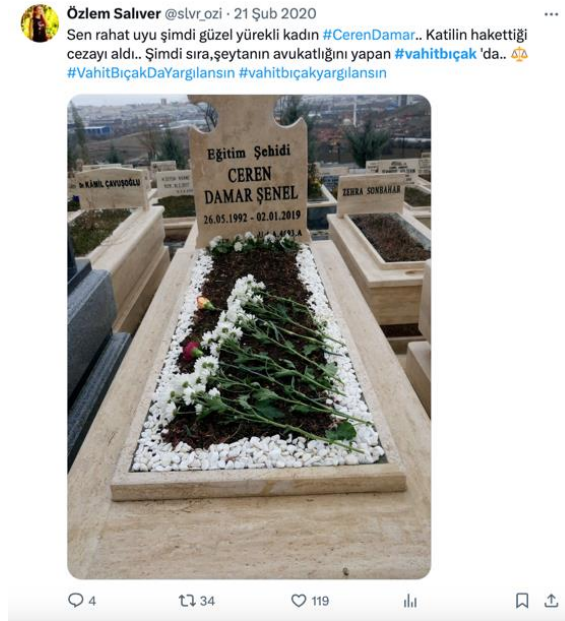 Özlem Salıver @slvr_ozi · 21 Şub 2020
Sen rahat uyu şimdi güzel yürekli kadın #CerenDamar.. Katilin hakettiği
cezayı aldı.. Şimdi sıra,şeytanın avukatlığını yapan #vahitbıçak 'da.. ⚖️
#VahitBıçakDaYargılansın #vahitbıçakyargılansın
Eğitim Şehidi
CEREN
DAMAR ŞENEL
26.05.1992 - 02.01.2019
Dr. KAMİL ÇAVUŞOĞLU
ZEHRA SONBAHAR
4
34
119